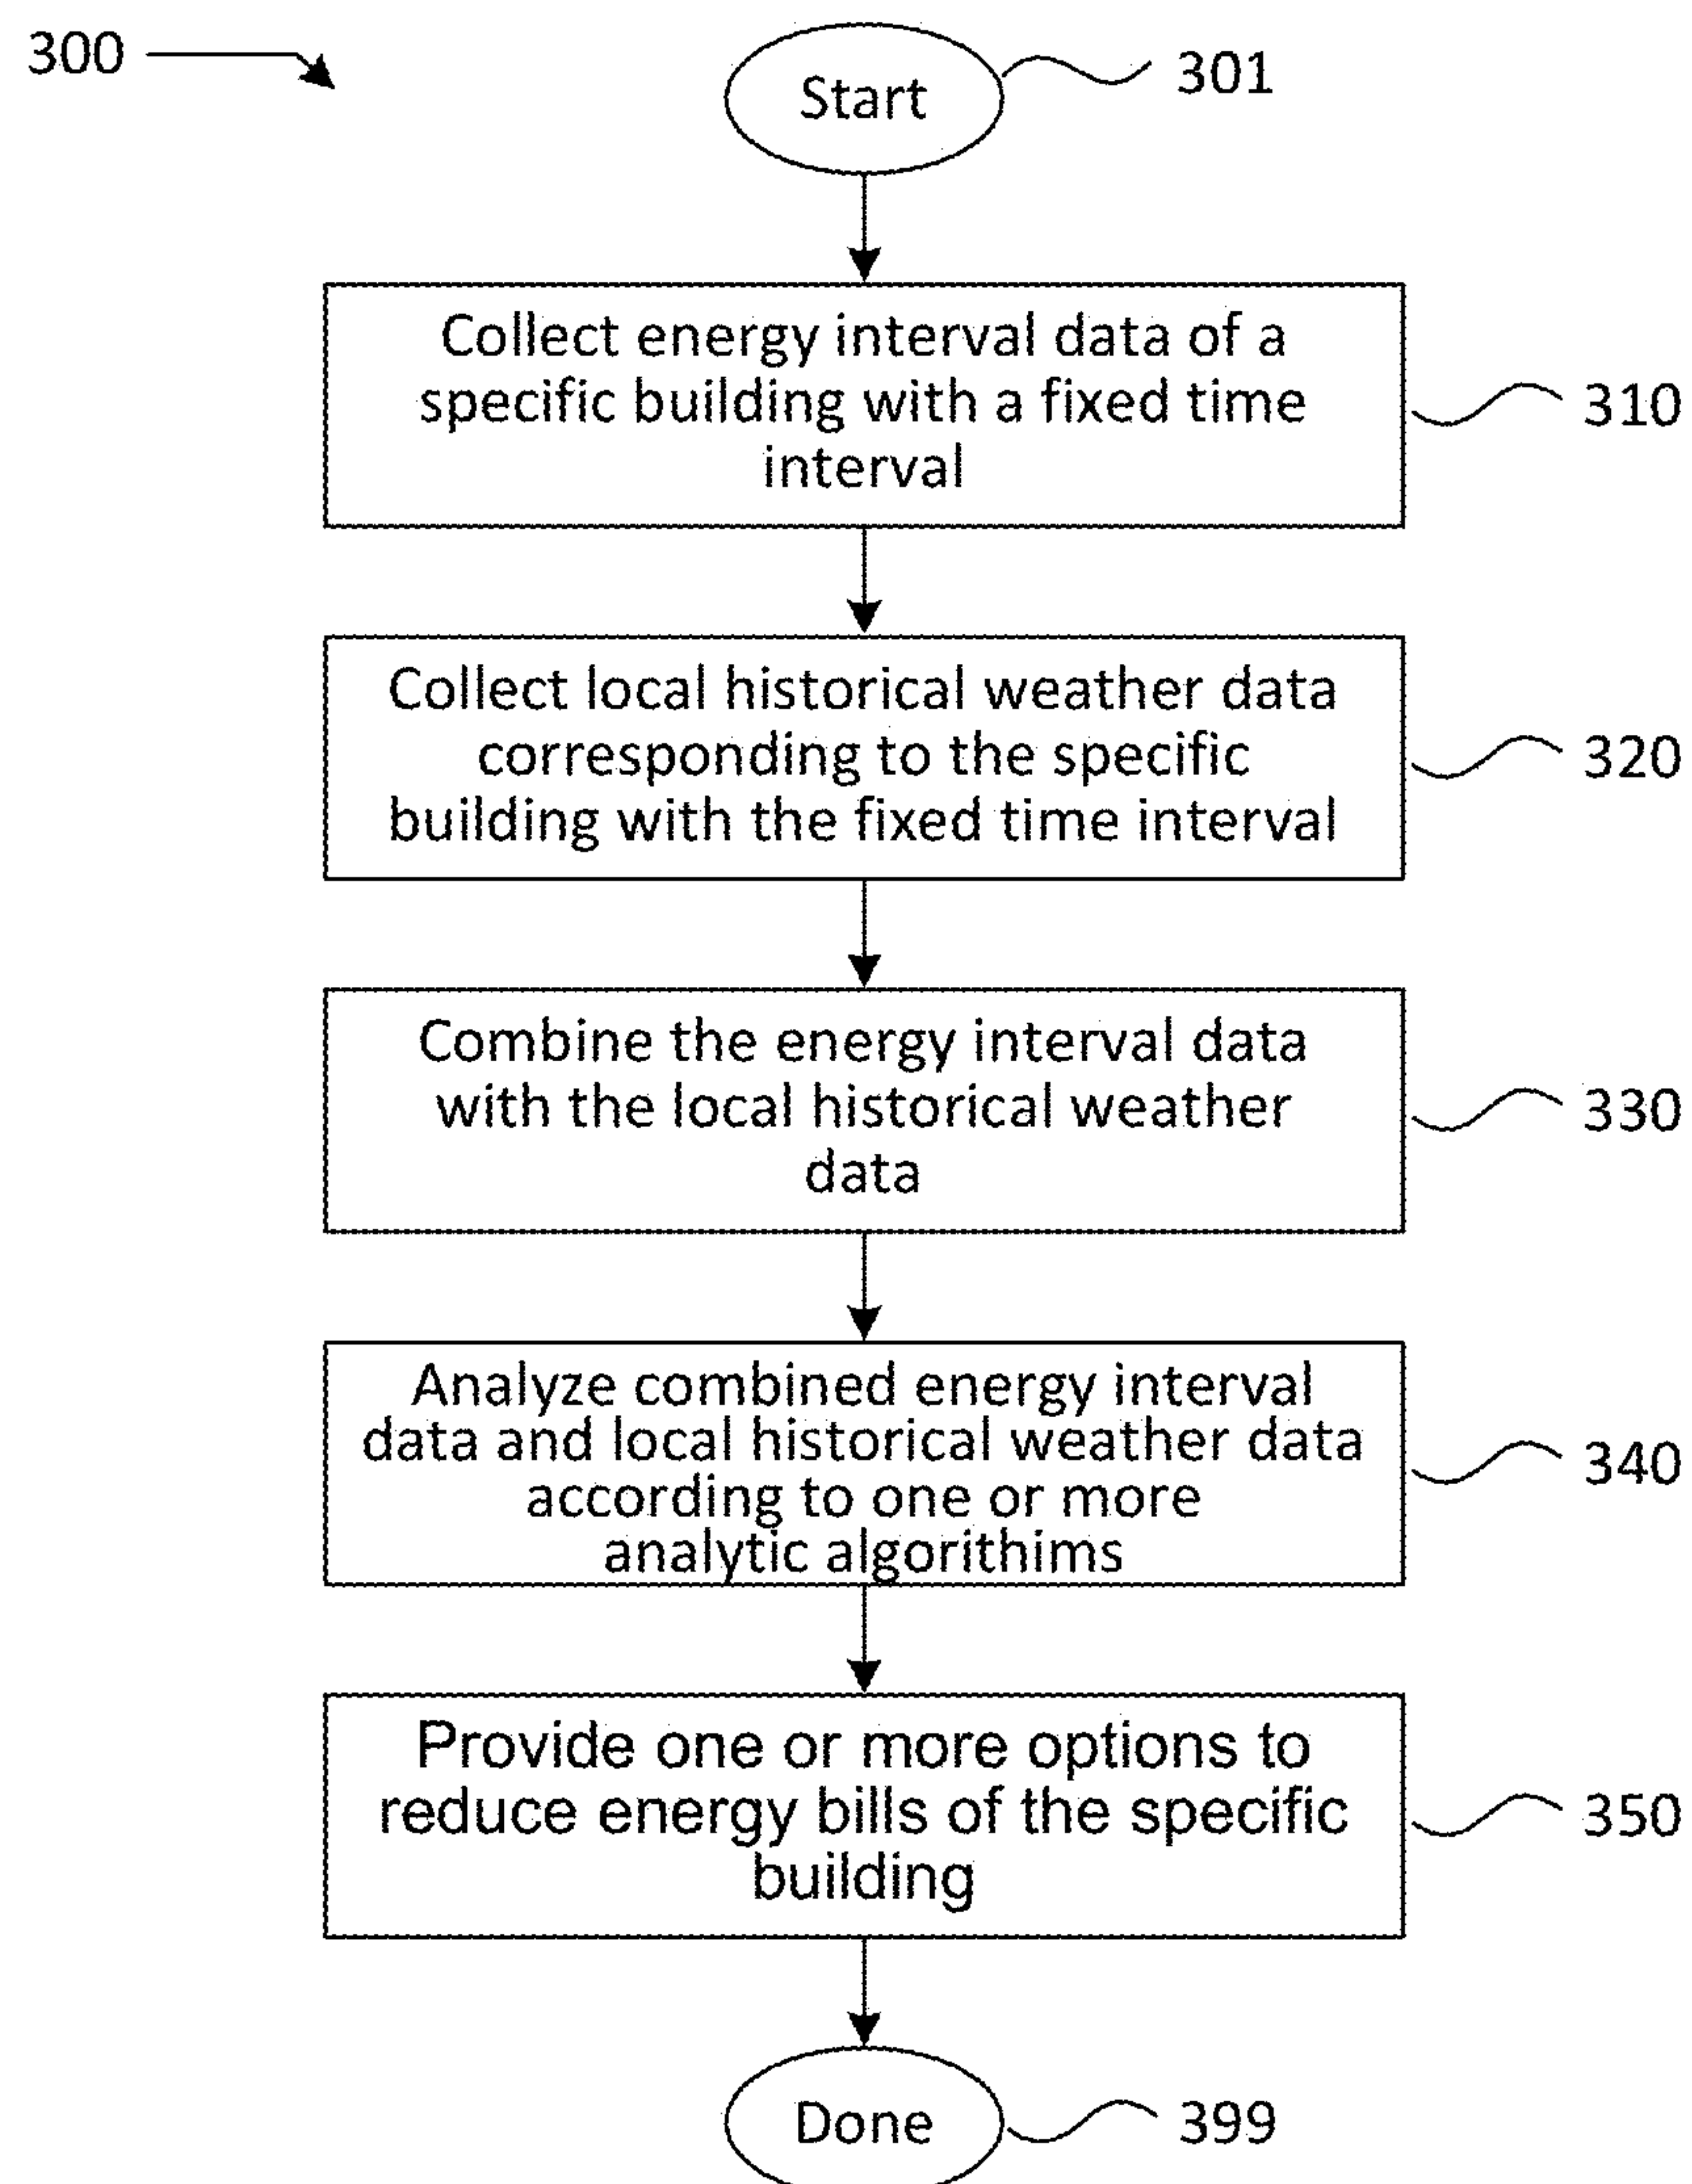 300
Start
301
Collect energy interval data of a
specific building with a fixed time
interval
310
Collect local historical weather data
corresponding to the specific
building with the fixed time interval
320
Combine the energy interval data
with the local historical weather
data
330
Analyze combined energy interval
data and local historical weather data
according to one or more
analytic algorithims
340
Provide one or more options to
reduce energy bills of the specific
building
350
Done
399